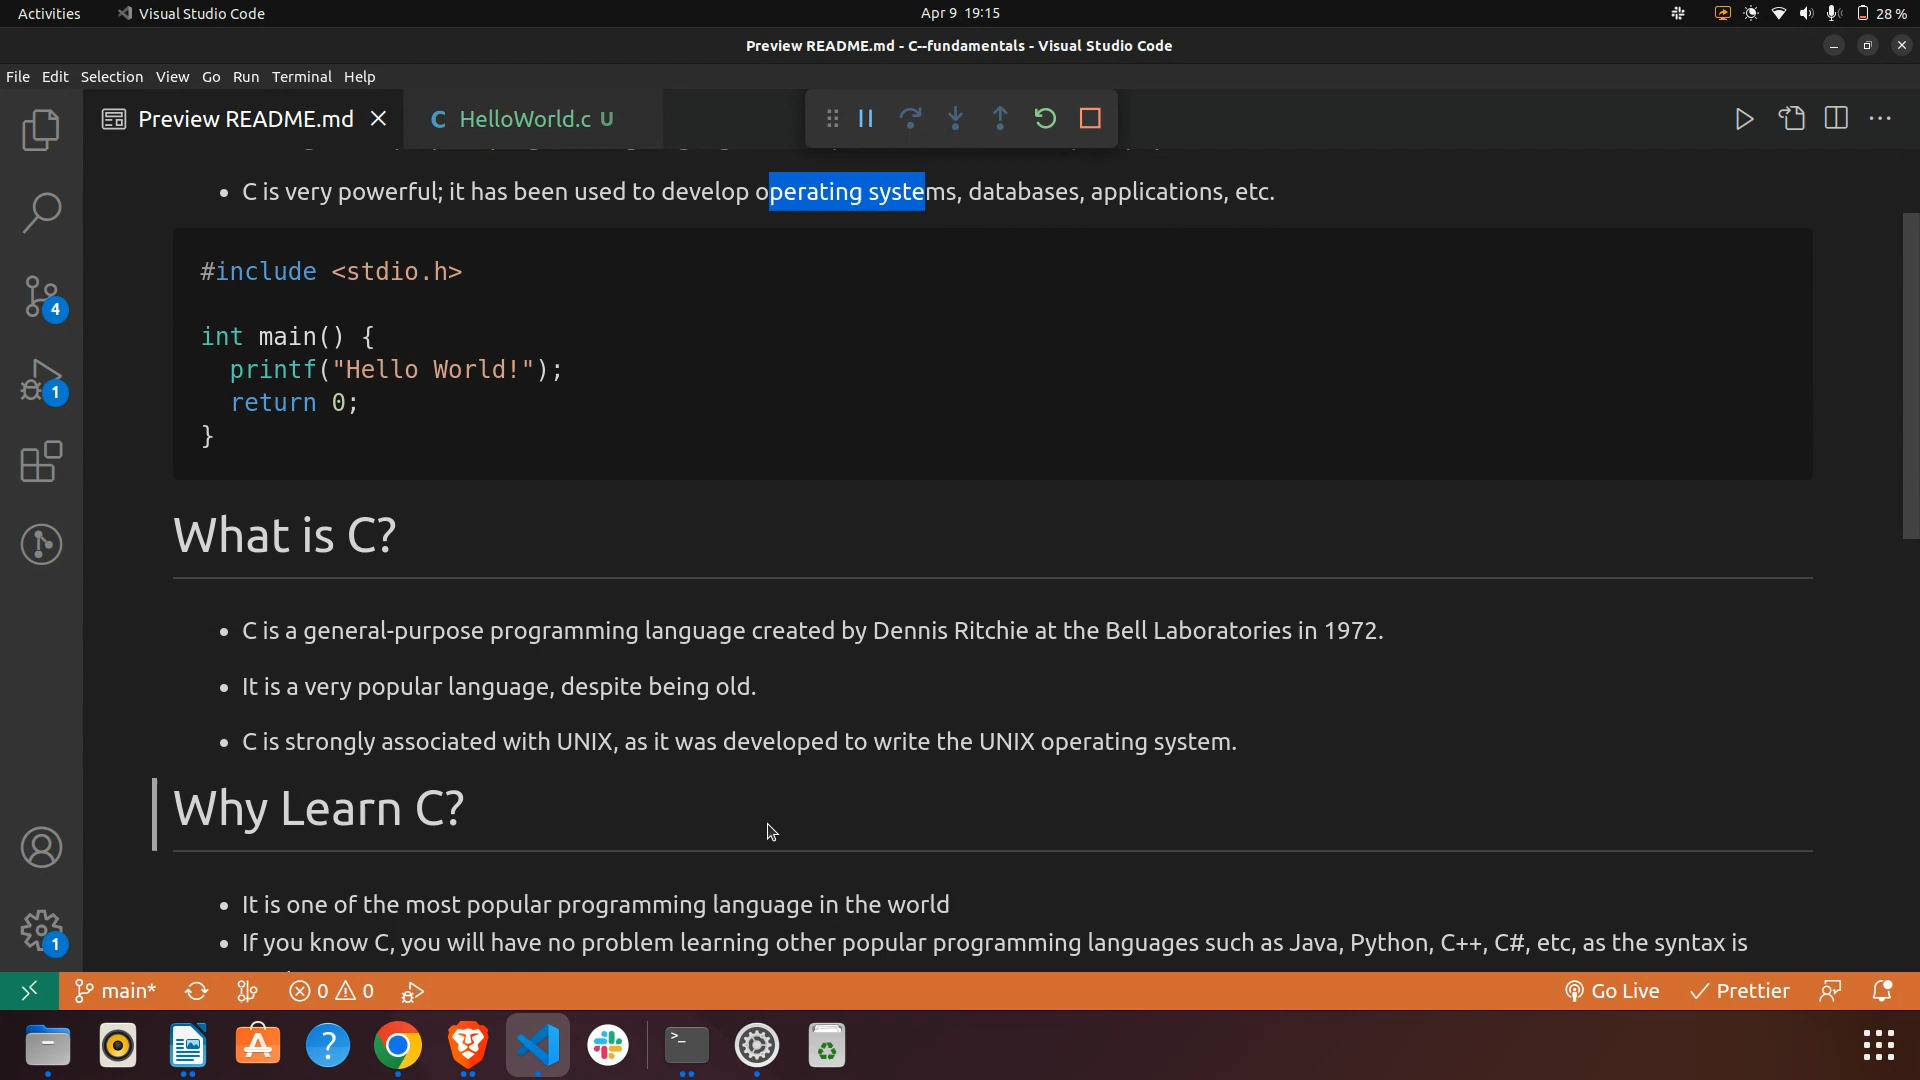 Activities Visual Studio Code Apr 9 19:15 28 %
Preview README.md - C--fundamentals - Visual Studio Code
File Edit Selection View Go Run Terminal Help
Preview README.md C HelloWorld.c U
C is very powerful; it has been used to develop operating systems, databases, applications, etc.
#include <stdio.h>
int main() {
printf("Hello World!");
return 0;
}
What is C?
C is a general-purpose programming language created by Dennis Ritchie at the Bell Laboratories in 1972.
It is a very popular language, despite being old.
C is strongly associated with UNIX, as it was developed to write the UNIX operating system.
Why Learn C?
It is one of the most popular programming language in the world
If you know C, you will have no problem learning other popular programming languages such as Java, Python, C++, C#, etc, as the syntax is
4
1
1
main* 0 0 Go Live Prettier